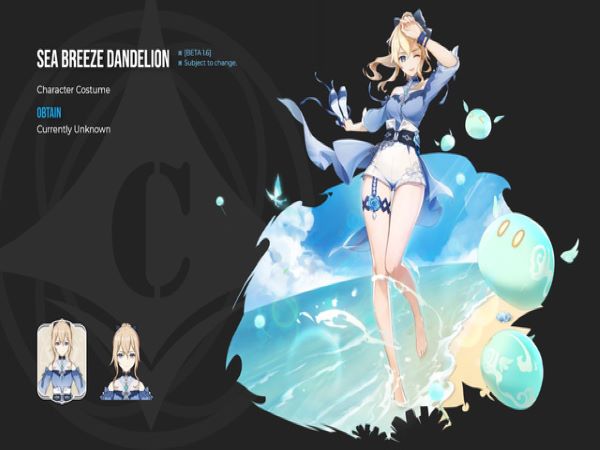 SEA BREEZE DANDELION
[BETA 1.6]
Subject to change.
Character Costume
OBTAIN
Currently Unknown
C